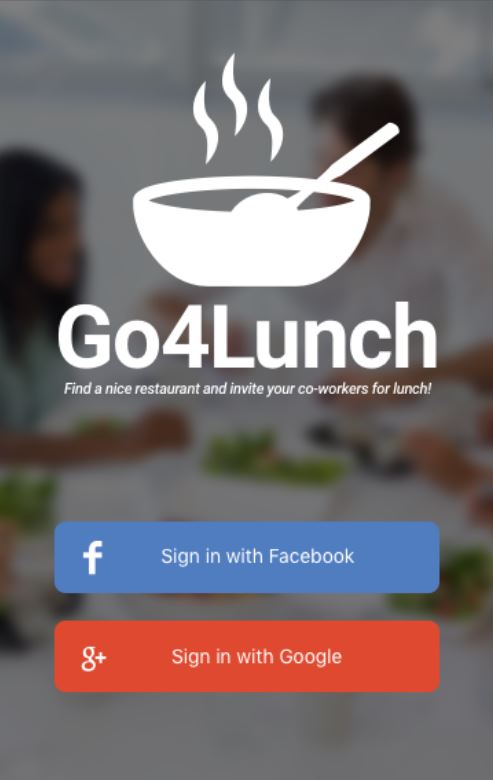 Go4Lunch
Find a nice restaurant and invite your co-workers for lunch!
f
Sign in with Facebook
g+
Sign in with Google